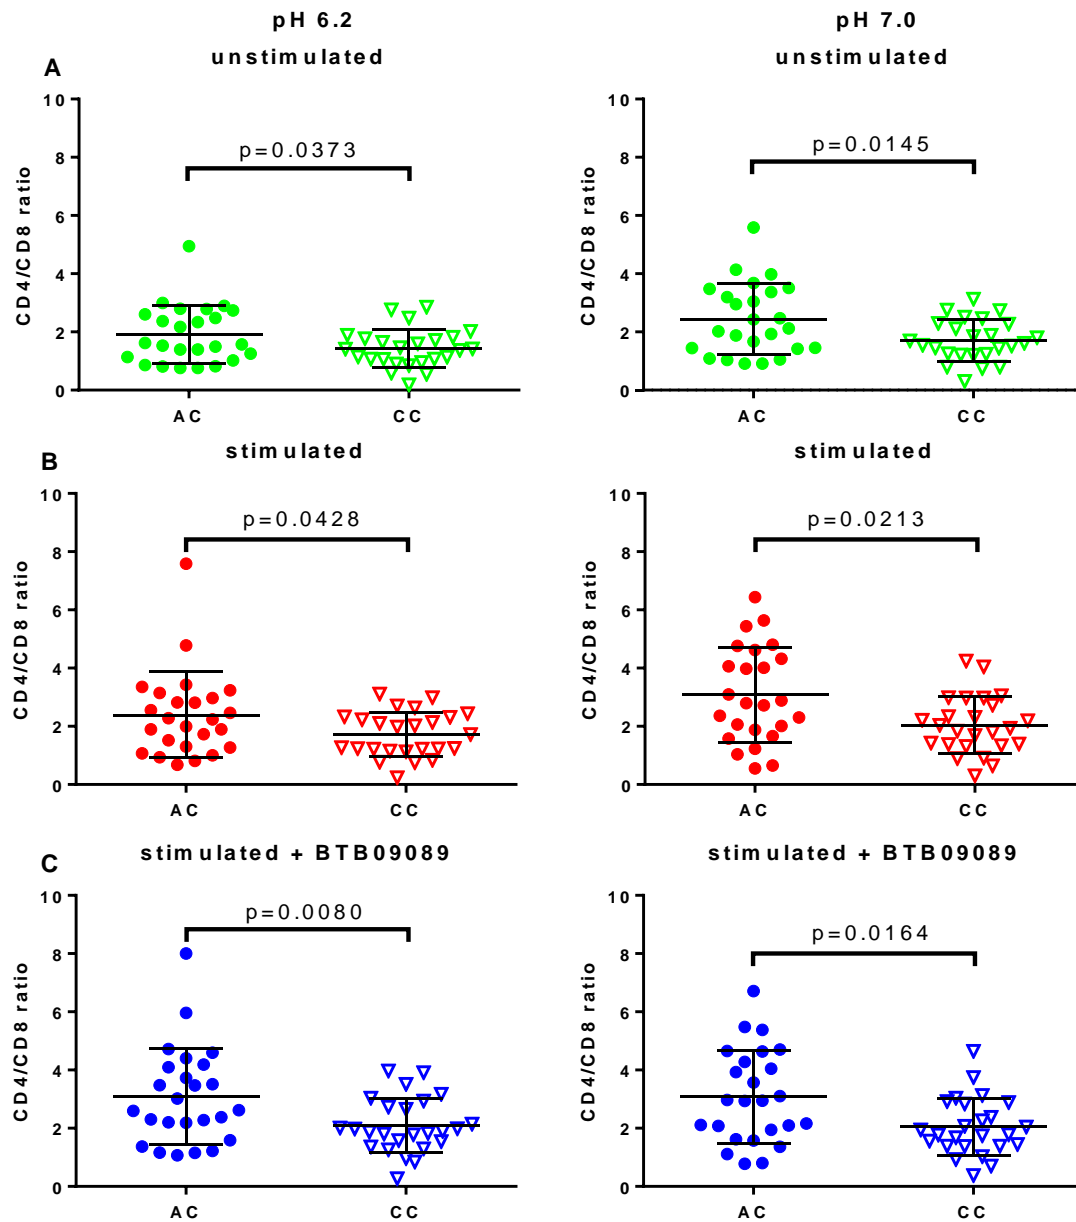 pH 6.2
pH 7.0
A
unstimulated
unstimulated
CD4/CD8 ratio
10
8
6
4
2
0
p=0.0373
AC
CC
CD4/CD8 ratio
10
8
6
4
2
0
p=0.0145
AC
CC
B
stimulated
stimulated
CD4/CD8 ratio
10
8
6
4
2
0
p=0.0428
AC
CC
CD4/CD8 ratio
10
8
6
4
2
0
p=0.0213
AC
CC
C
stimulated + BTB09089
stimulated + BTB09089
CD4/CD8 ratio
10
8
6
4
2
0
p=0.0080
AC
CC
CD4/CD8 ratio
10
8
6
4
2
0
p=0.0164
AC
CC